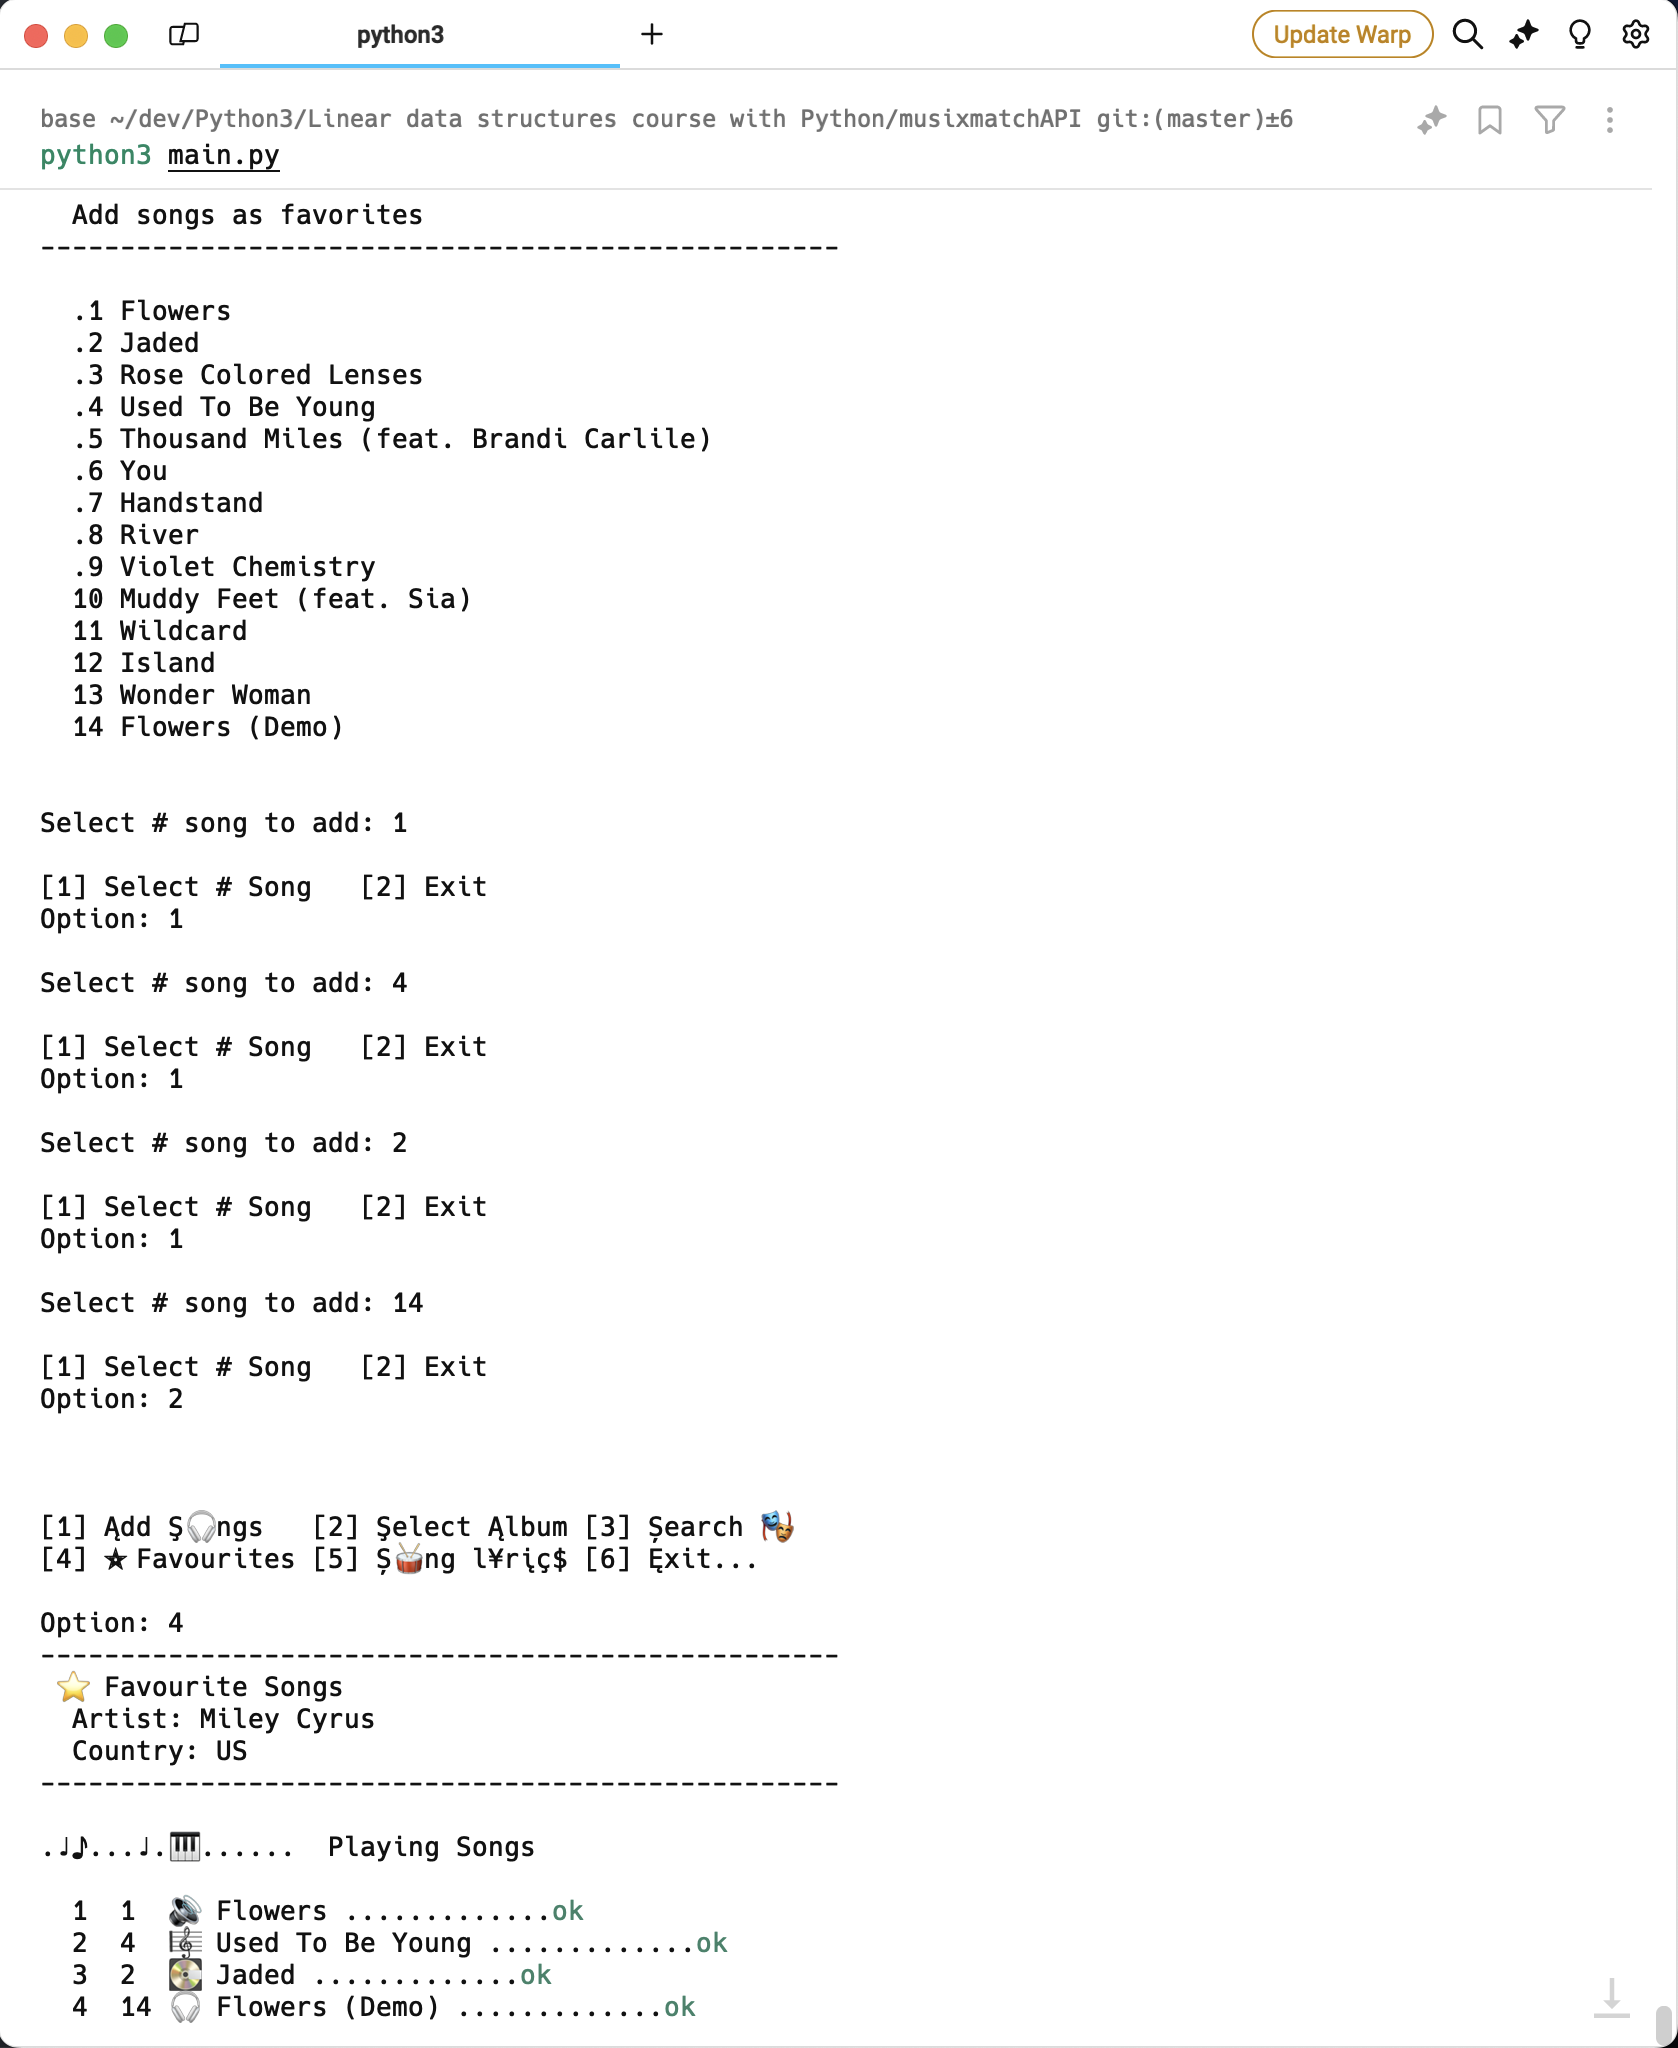 python3
+
Update Warp
base ~/dev/Python3/Linear data structures course with Python/musixmatchAPI git:(master)±6
python3 main.py
Add songs as favorites
--------------------------------------------------
.1 Flowers
.2 Jaded
.3 Rose Colored Lenses
.4 Used To Be Young
.5 Thousand Miles (feat. Brandi Carlile)
.6 You
.7 Handstand
.8 River
.9 Violet Chemistry
10 Muddy Feet (feat. Sia)
11 Wildcard
12 Island
13 Wonder Woman
14 Flowers (Demo)
Select # song to add: 1
[1] Select # Song   [2] Exit
Option: 1
Select # song to add: 4
[1] Select # Song   [2] Exit
Option: 1
Select # song to add: 2
[1] Select # Song   [2] Exit
Option: 1
Select # song to add: 14
[1] Select # Song   [2] Exit
Option: 2
[1] Ądd Ş🎧ngs   [2] Şelect Ąlbum [3] Șearch 🎭
[4] ★ Favourites [5] Ș🥁ng l¥rįç$ [6] Ęxit...
Option: 4
--------------------------------------------------
⭐ Favourite Songs
Artist: Miley Cyrus
Country: US
--------------------------------------------------
.♩♪...♩.🎹......  Playing Songs
1  1  🔊 Flowers .............ok
2  4  🎼 Used To Be Young .............ok
3  2  💽 Jaded .............ok
4  14 🎧 Flowers (Demo) .............ok